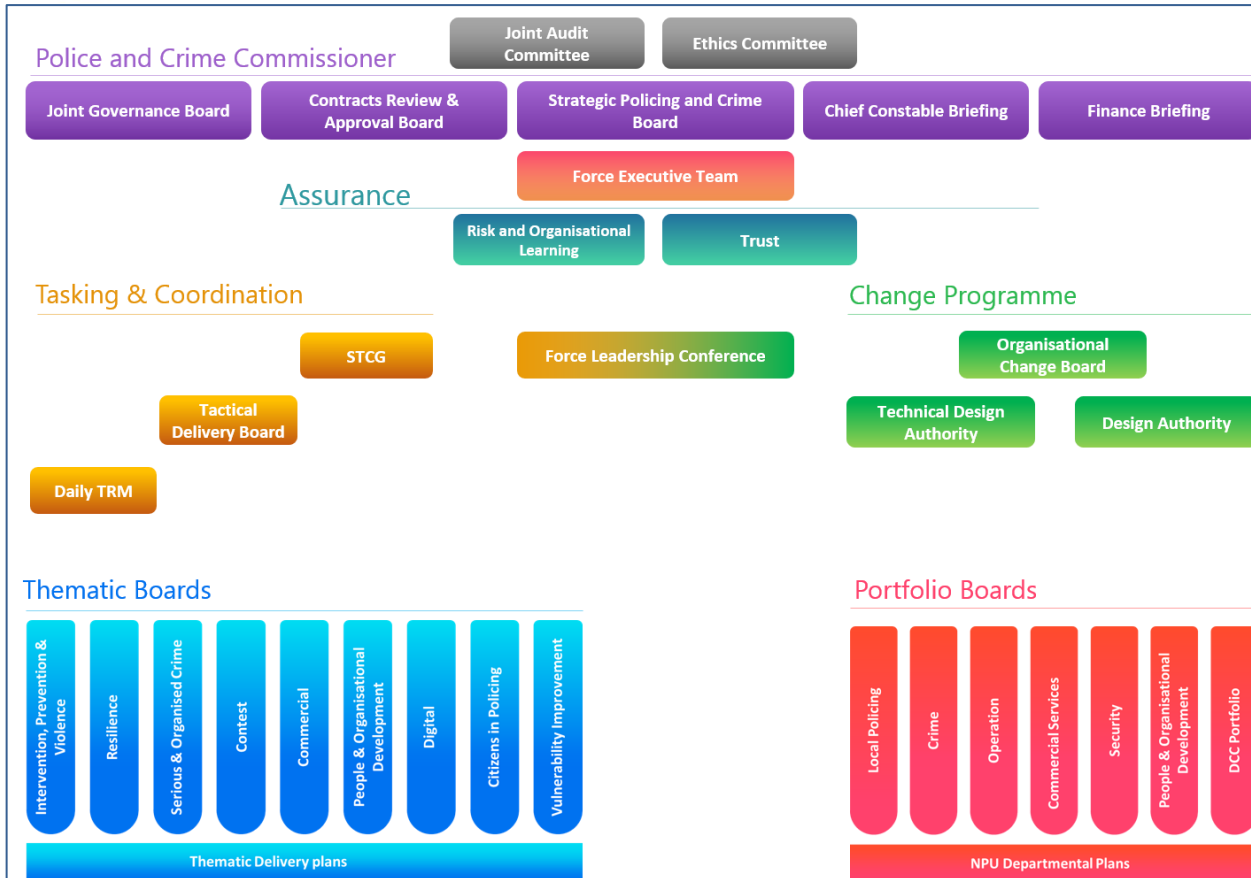 Joint Audit
Committee
Ethics Committee
Police and Crime Commissioner
Joint Governance Board
Contracts Review &
Approval Board
Strategic Policing and Crime
Board
Chief Constable Briefing
Finance Briefing
Force Executive Team
Assurance
Risk and Organisational
Learning
Trust
Tasking & Coordination
Change Programme
STCG
Force Leadership Conference
Organisational
Change Board
Tactical
Delivery Board
Technical Design
Authority
Design Authority
Daily TRM
Thematic Boards
Portfolio Boards
Intervention, Prevention &
Violence
Resilience
Serious & Organised Crime
Contest
Commercial
People & Organisational
Development
Digital
Citizens in Policing
Vulnerability Improvement
Local Policing
Crime
Operation
Commercial Services
Security
People & Organisational
Development
DCC Portfolio
Thematic Delivery plans
NPU Departmental Plans